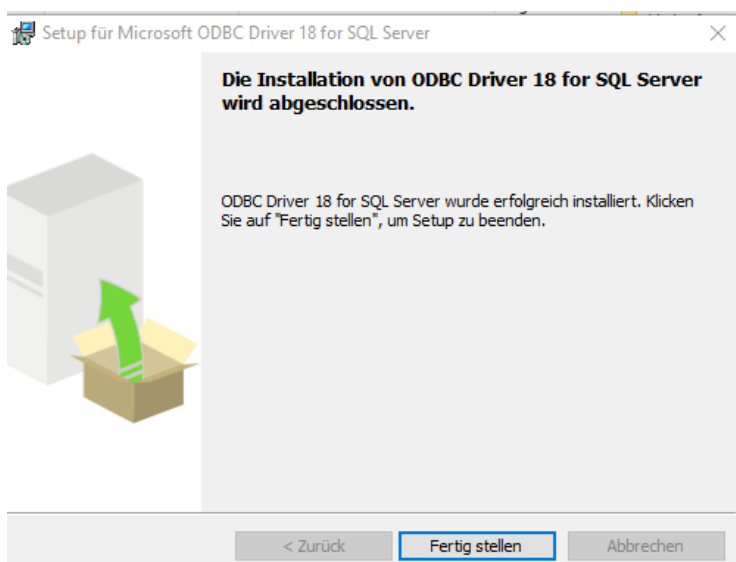 Setup für Microsoft ODBC Driver 18 for SQL Server
Die Installation von ODBC Driver 18 for SQL Server
wird abgeschlossen.
ODBC Driver 18 for SQL Server wurde erfolgreich installiert. Klicken
Sie auf "Fertig stellen", um Setup zu beenden.
< Zurück Fertig stellen Abbrechen